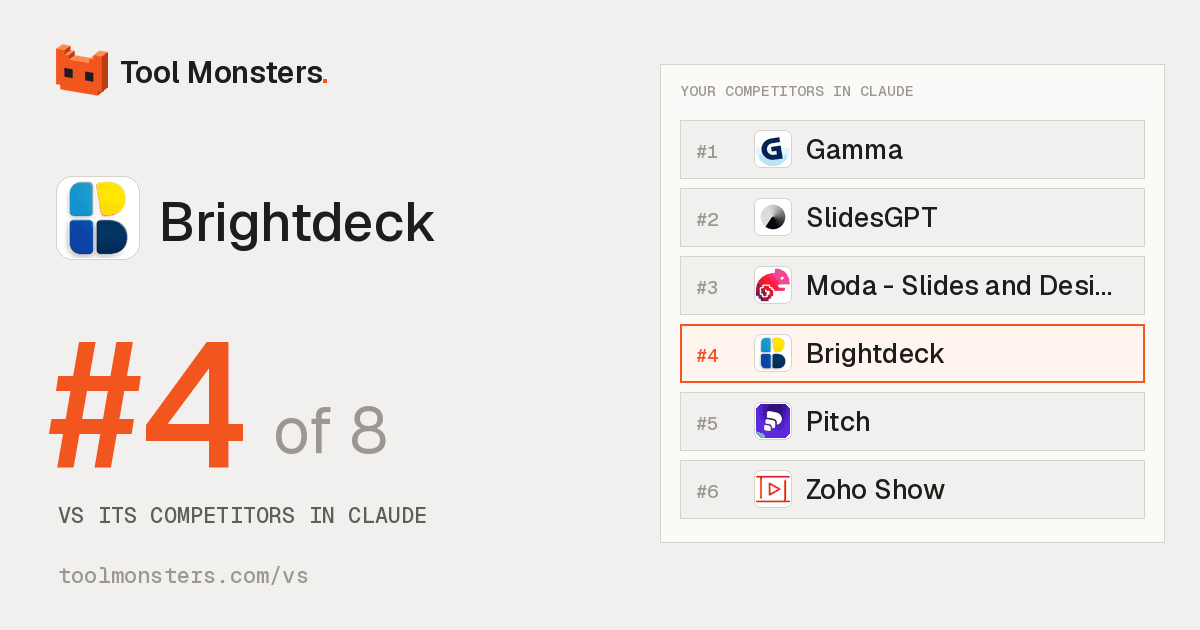 Tool Monsters.
Brightdeck
#4 of 8
VS ITS COMPETITORS IN CLAUDE
toolmonsters.com/vs
YOUR COMPETITORS IN CLAUDE
#1 Gamma
#2 SlidesGPT
#3 Moda - Slides and Desi...
#4 Brightdeck
#5 Pitch
#6 Zoho Show